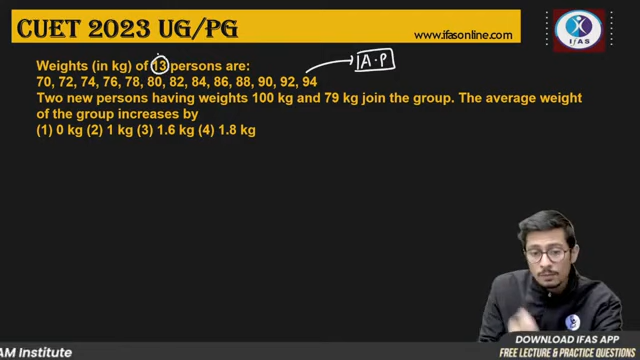 CUET 2023 UG/PG
www.ifasonline.com
iFAS
Weights (in kg) of 13 persons are:
A.P
70, 72, 74, 76, 78, 80, 82, 84, 86, 88, 90, 92, 94
Two new persons having weights 100 kg and 79 kg join the group. The average weight
of the group increases by
(1) 0 kg (2) 1 kg (3) 1.6 kg (4) 1.8 kg
DOWNLOAD IFAS APP
AM Institute
FREE LECTURE & PRACTICE QUESTIONS